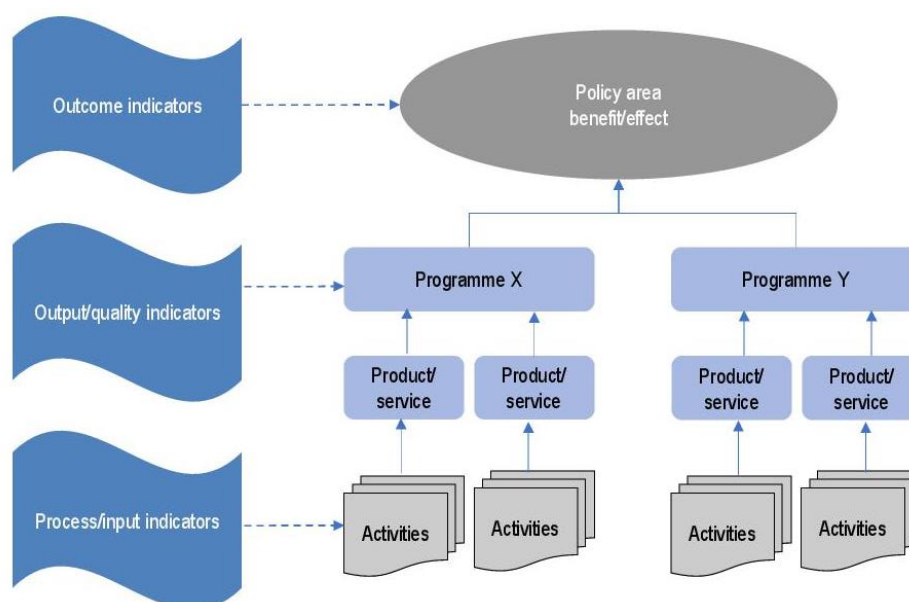 Outcome indicators
Policy area
benefit/effect
Output/quality indicators
Programme X
Programme Y
Product/
service
Product/
service
Product/
service
Product/
service
Process/input indicators
Activities
Activities
Activities
Activities